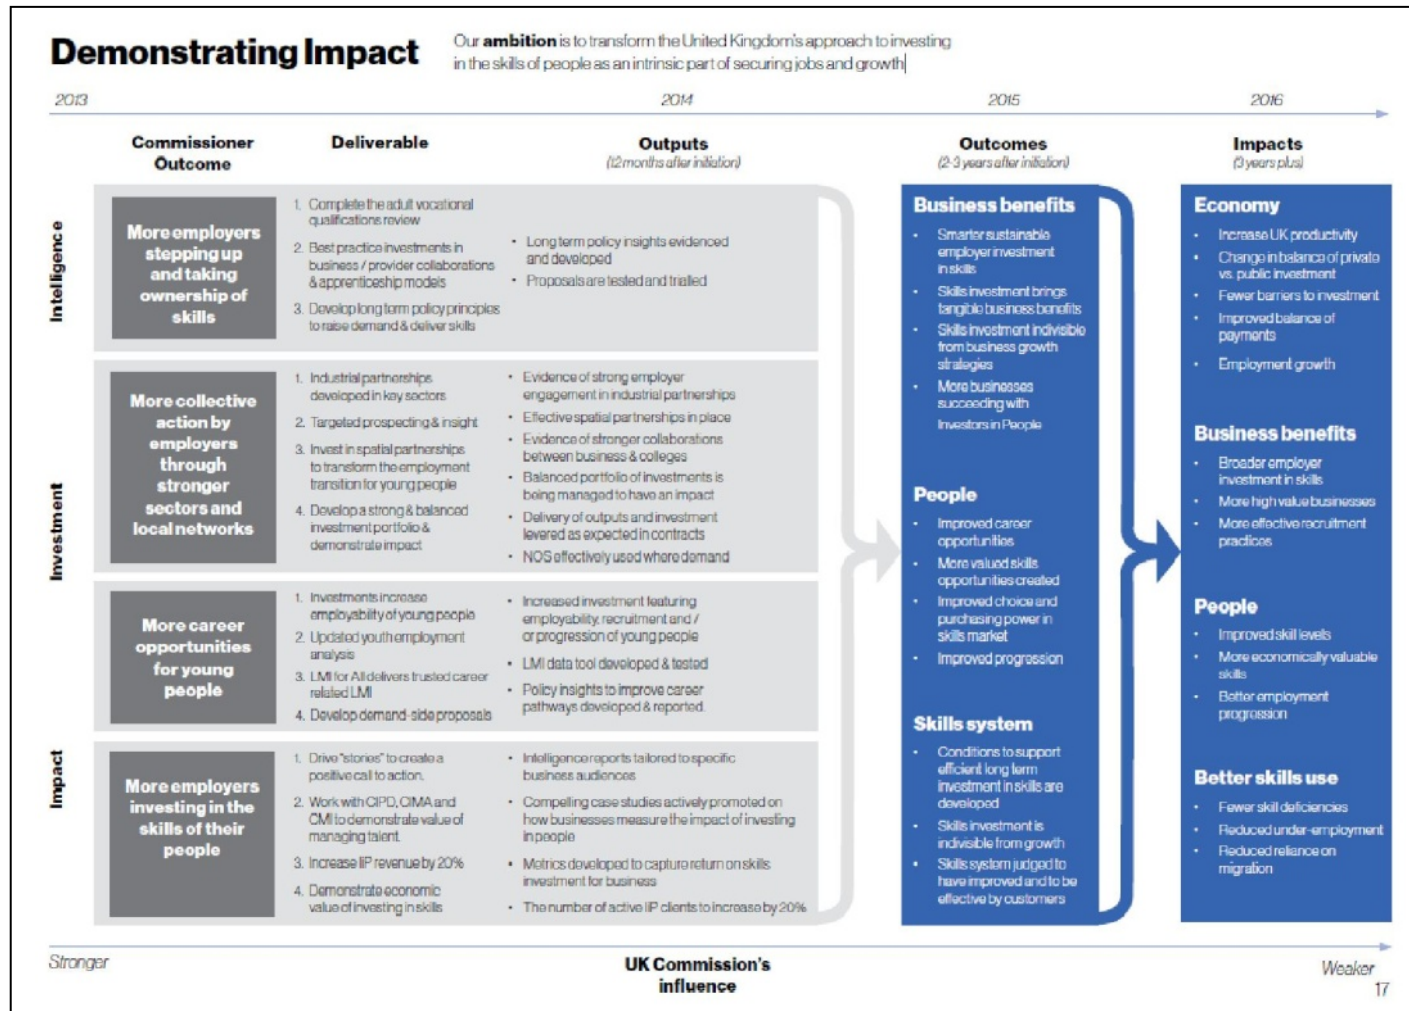 Demonstrating Impact
Our ambition is to transform the United Kingdom's approach to investing
in the skills of people as an intrinsic part of securing jobs and growth
2013
2014
2015
2016
Commissioner
Outcome
Deliverable
Outputs
(12 months after initiation)
Outcomes
(2-3 years after initiation)
Impacts
(3 years plus)
Intelligence
More employers
stepping up
and taking
ownership of
skills
1. Complete the adult vocational
qualifications review
2. Best practice investments in
business / provider collaborations
& apprenticeship models
3. Develop long term policy principles
to raise demand & deliver skills
• Long term policy insights evidenced
and developed
• Proposals are tested and trialled
Investment
More collective
action by
employers
through
stronger
sectors and
local networks
1. Industrial partnerships
developed in key sectors
2. Targeted prospecting & insight
3. Invest in spatial partnerships
to transform the employment
transition for young people
4. Develop a strong & balanced
investment portfolio &
demonstrate impact
• Evidence of strong employer
engagement in industrial partnerships
• Effective spatial partnerships in place
• Evidence of stronger collaborations
between business & colleges
• Balanced portfolio of investments is
being managed to have an impact
• Delivery of outputs and investment
levered as expected in contracts
• NOS effectively used where demand
More career
opportunities
for young
people
1. Investments increase
employability of young people
2. Updated youth employment
analysis
3. LMI for All delivers trusted career
related LMI
4. Develop demand-side proposals
• Increased investment featuring
employability, recruitment and /
or progression of young people
• LMI data tool developed & tested
• Policy insights to improve career
pathways developed & reported.
Impact
More employers
investing in the
skills of their
people
1. Drive "stories" to create a
positive call to action.
2. Work with CIPD, CIMA and
CMI to demonstrate value of
managing talent.
3. Increase IiP revenue by 20%
4. Demonstrate economic
value of investing in skills
• Intelligence reports tailored to specific
business audiences
• Compelling case studies actively promoted on
how businesses measure the impact of investing
in people
• Metrics developed to capture return on skills
investment for business
• The number of active IiP clients to increase by 20%
Business benefits
• Smarter sustainable
employer investment
in skills
• Skills investment brings
tangible business benefits
• Skills investment indivisible
from business growth
strategies
• More businesses
succeeding with
Investors in People
People
• Improved career
opportunities
• More valued skills
opportunities created
• Improved choice and
purchasing power in
skills market
• Improved progression
Skills system
• Conditions to support
efficient long term
investment in skills are
developed
• Skills investment is
indivisible from growth
• Skills system judged to
have improved and to be
effective by customers
Economy
• Increase UK productivity
• Change in balance of private
vs. public investment
• Fewer barriers to investment
• Improved balance of
payments
• Employment growth
Business benefits
• Broader employer
investment in skills
• More high value businesses
• More effective recruitment
practices
People
• Improved skill levels
• More economically valuable
skills
• Better employment
progression
Better skills use
• Fewer skill deficiencies
• Reduced under-employment
• Reduced reliance on
migration
Stronger
UK Commission's
influence
Weaker
17